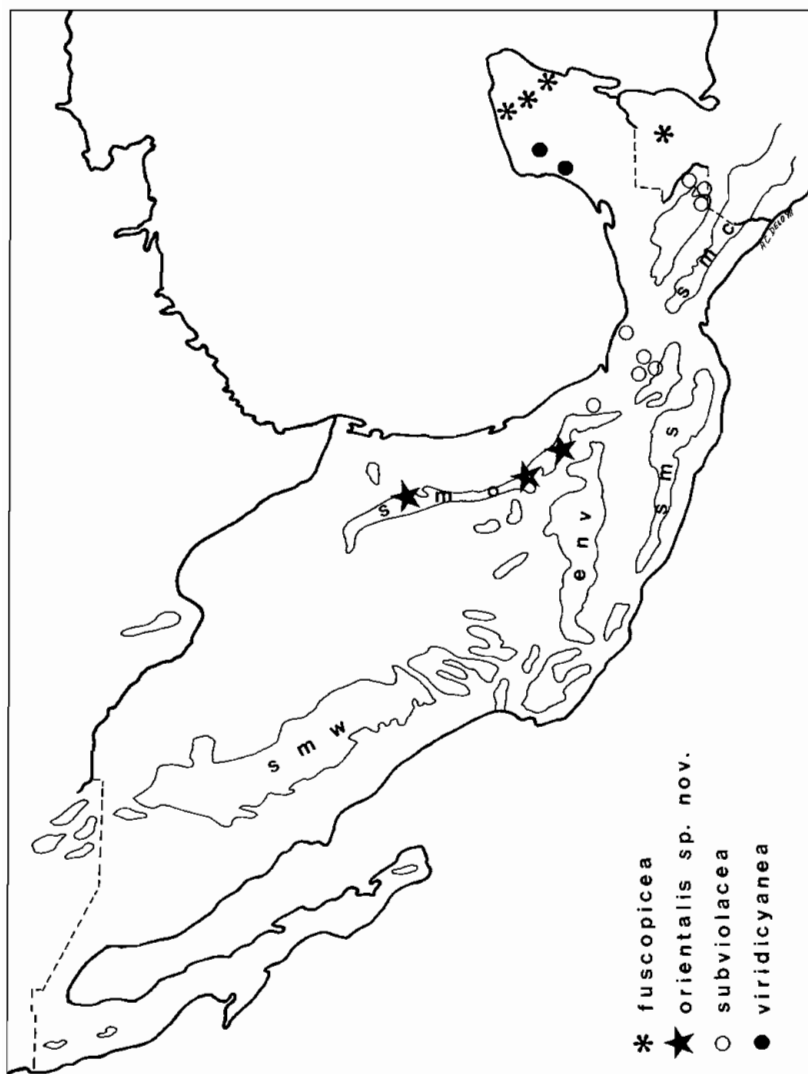 s m w
s m o
e n v
s m s
s m c
fuscopicea
orientalis sp. nov.
subviolacea
viridicyanea